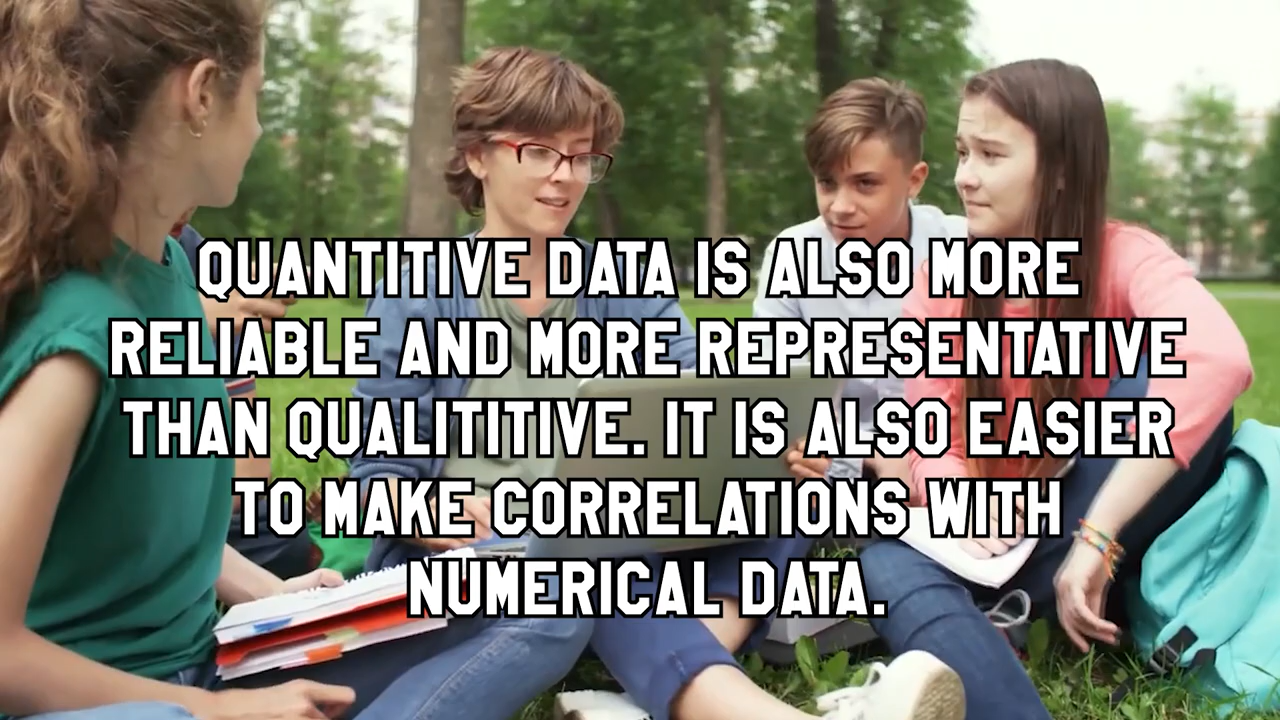 QUANTITIVE DATA IS ALSO MORE
RELIABLE AND MORE REPRESENTATIVE
THAN QUALITITIVE. IT IS ALSO EASIER
TO MAKE CORRELATIONS WITH
NUMERICAL DATA.